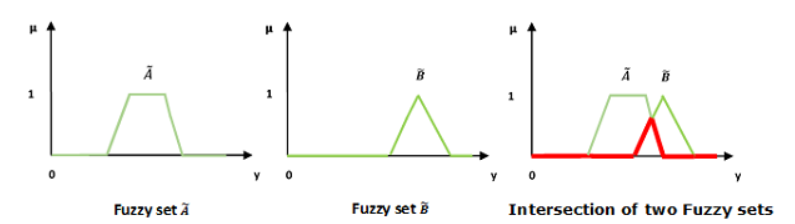 μ
Ã
1
0
y
Fuzzy set Ã
μ
B̃
1
0
y
Fuzzy set B̃
μ
Ã B̃
1
0
y
Intersection of two Fuzzy sets